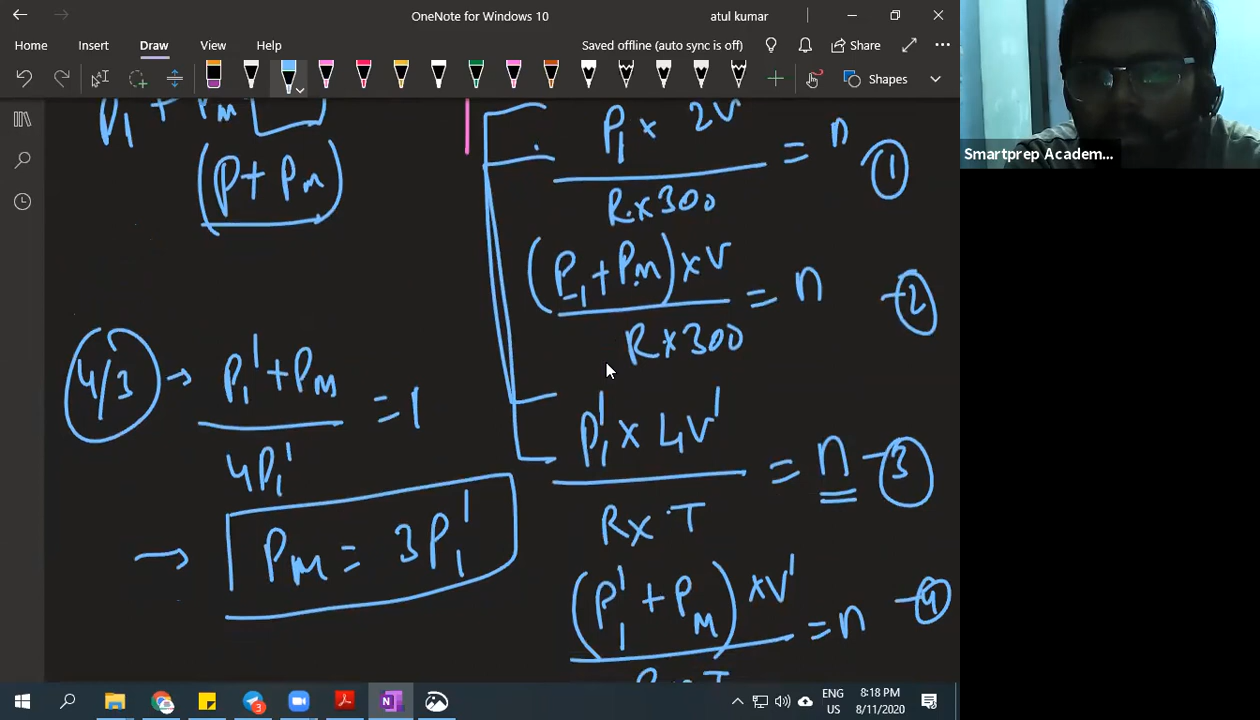 OneNote for Windows 10
atul kumar
Home Insert Draw View Help
Saved offline (auto sync is off)
Share
Shapes
Smartprep Academ...
P₁ + Pm
(P + Pm)
P₁ × 2V
= n ①
R×300
(P₁ + Pm) × V
= n - ②
R×300
4/3 → P₁' + Pm
= 1
4P₁'
→ Pm = 3P₁'
P₁' × 4V'
= n - ③
R × T
(P₁' + PM) × V'
= n - ④
ENG
US
8:18 PM
8/11/2020